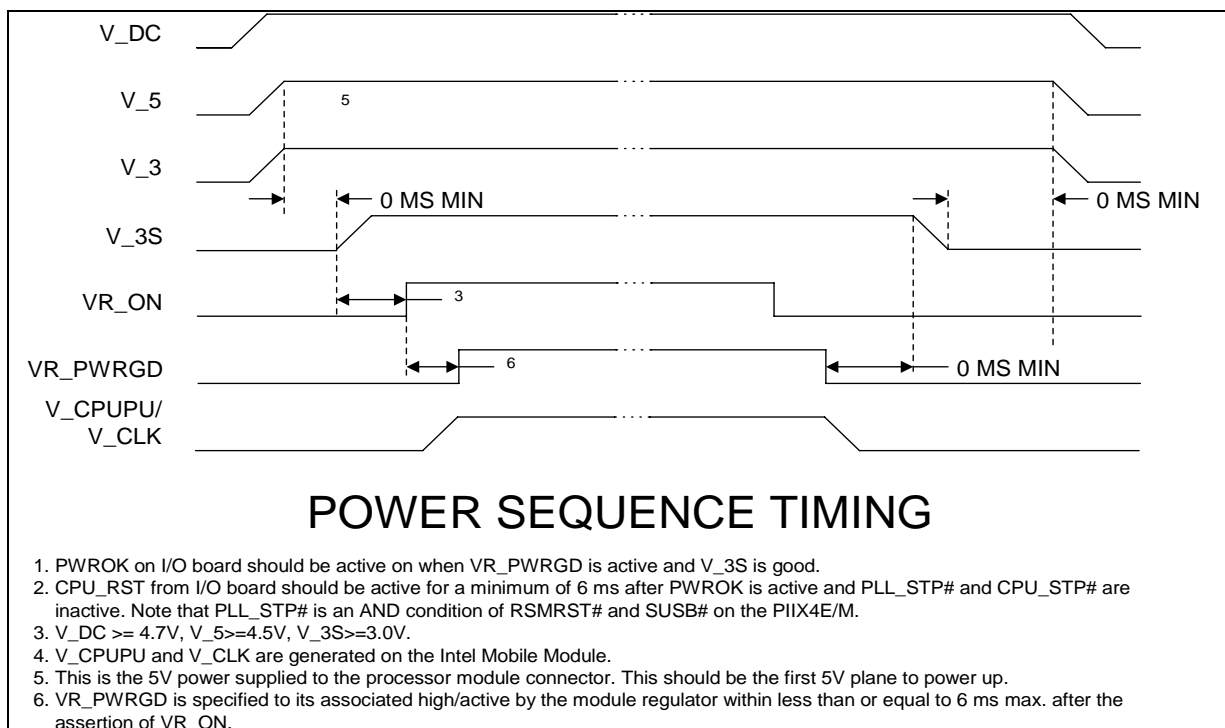 V_DC
V_5
5
V_3
0 MS MIN
0 MS MIN
V_3S
3
VR_ON
6
VR_PWRGD
0 MS MIN
V_CPUPU/
V_CLK
POWER SEQUENCE TIMING
1. PWROK on I/O board should be active on when VR_PWRGD is active and V_3S is good.
2. CPU_RST from I/O board should be active for a minimum of 6 ms after PWROK is active and PLL_STP# and CPU_STP# are
inactive. Note that PLL_STP# is an AND condition of RSMRST# and SUSB# on the PIIX4E/M.
3. V_DC >= 4.7V, V_5>=4.5V, V_3S>=3.0V.
4. V_CPUPU and V_CLK are generated on the Intel Mobile Module.
5. This is the 5V power supplied to the processor module connector. This should be the first 5V plane to power up.
6. VR_PWRGD is specified to its associated high/active by the module regulator within less than or equal to 6 ms max. after the
assertion of VR_ON.